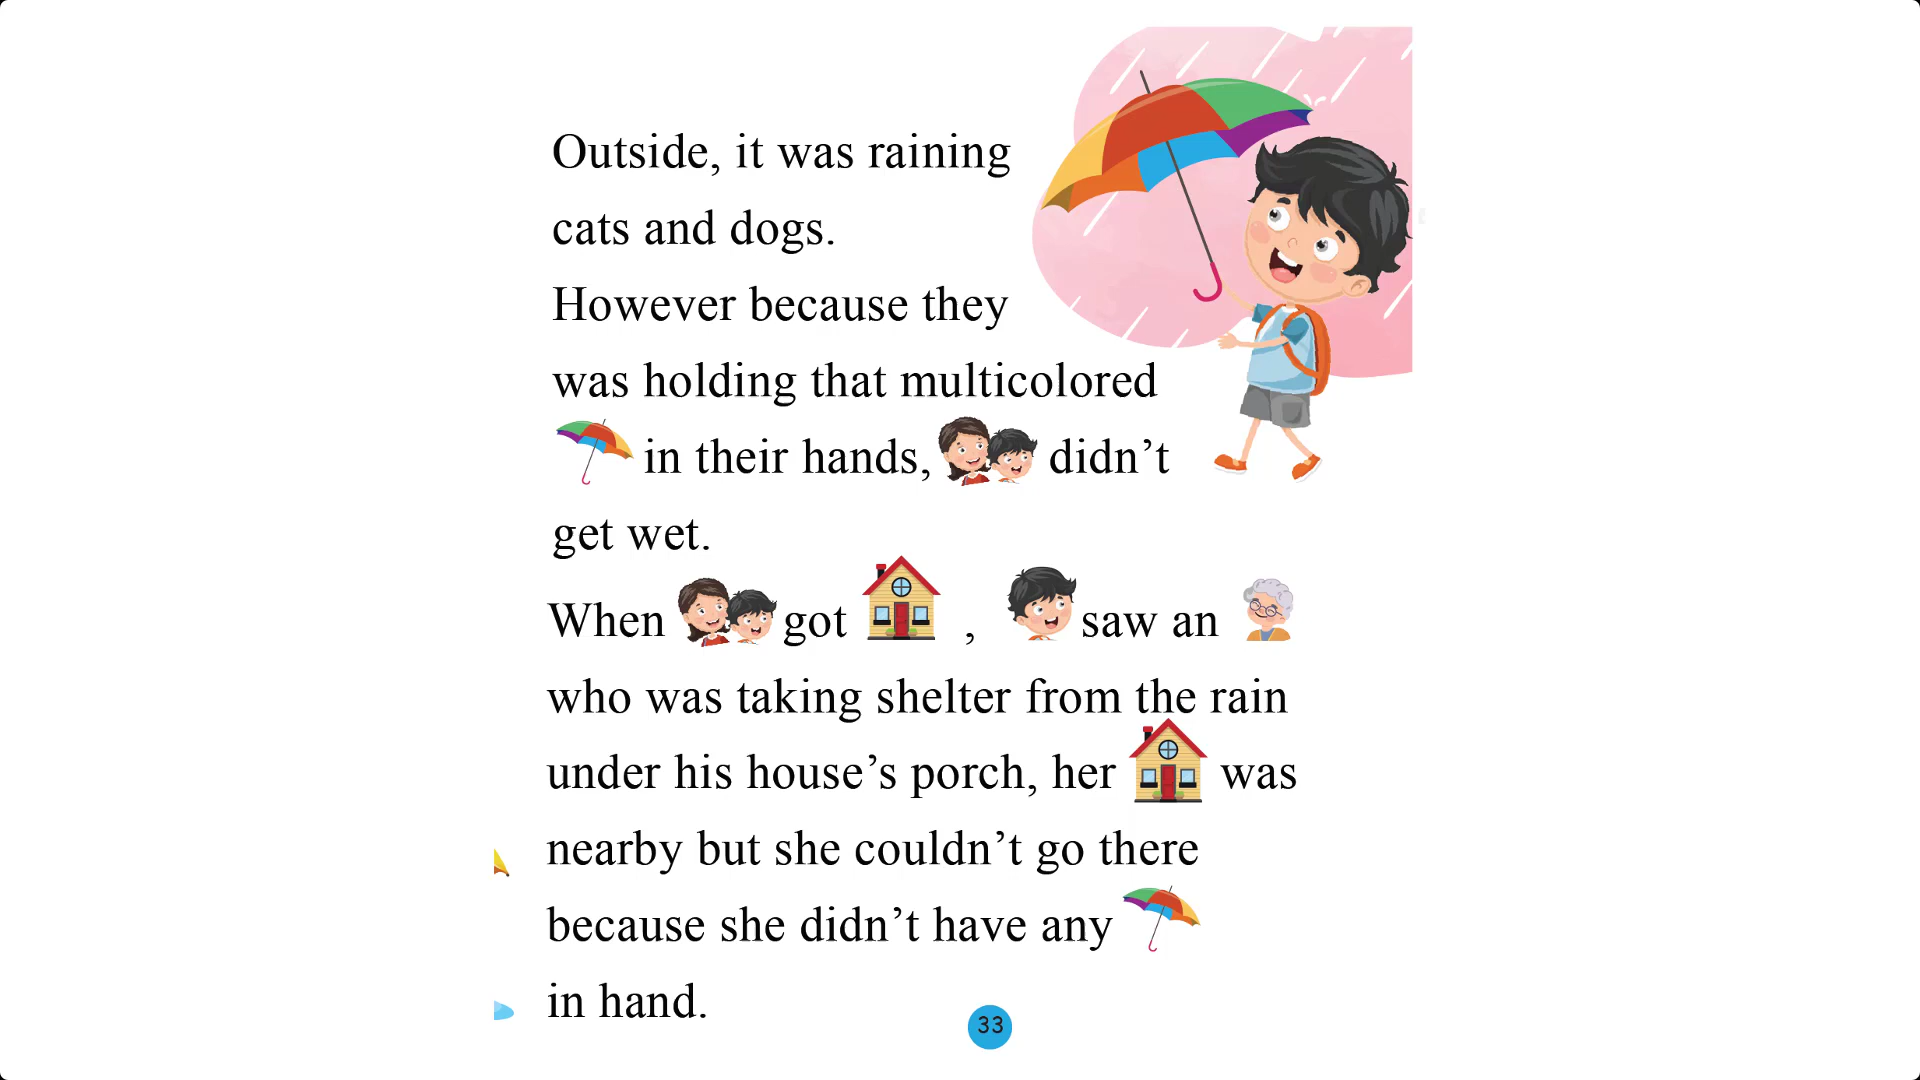 Outside, it was raining
cats and dogs.
However because they
was holding that multicolored
in their hands, didn’t
get wet.
When got , saw an
who was taking shelter from the rain
under his house’s porch, her was
nearby but she couldn’t go there
because she didn’t have any
in hand.
33